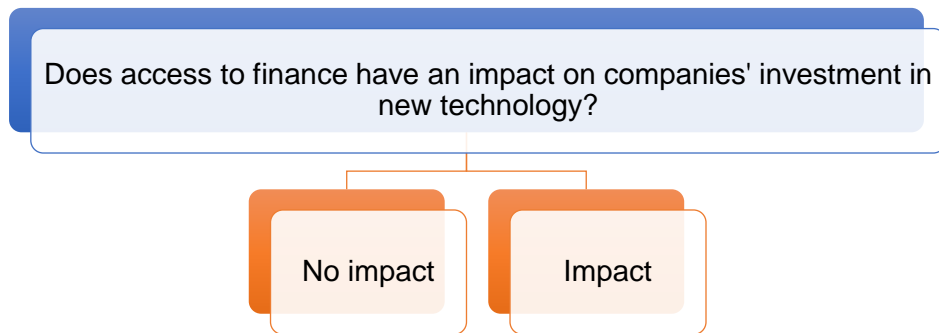 Does access to finance have an impact on companies' investment in
new technology?
No impact
Impact